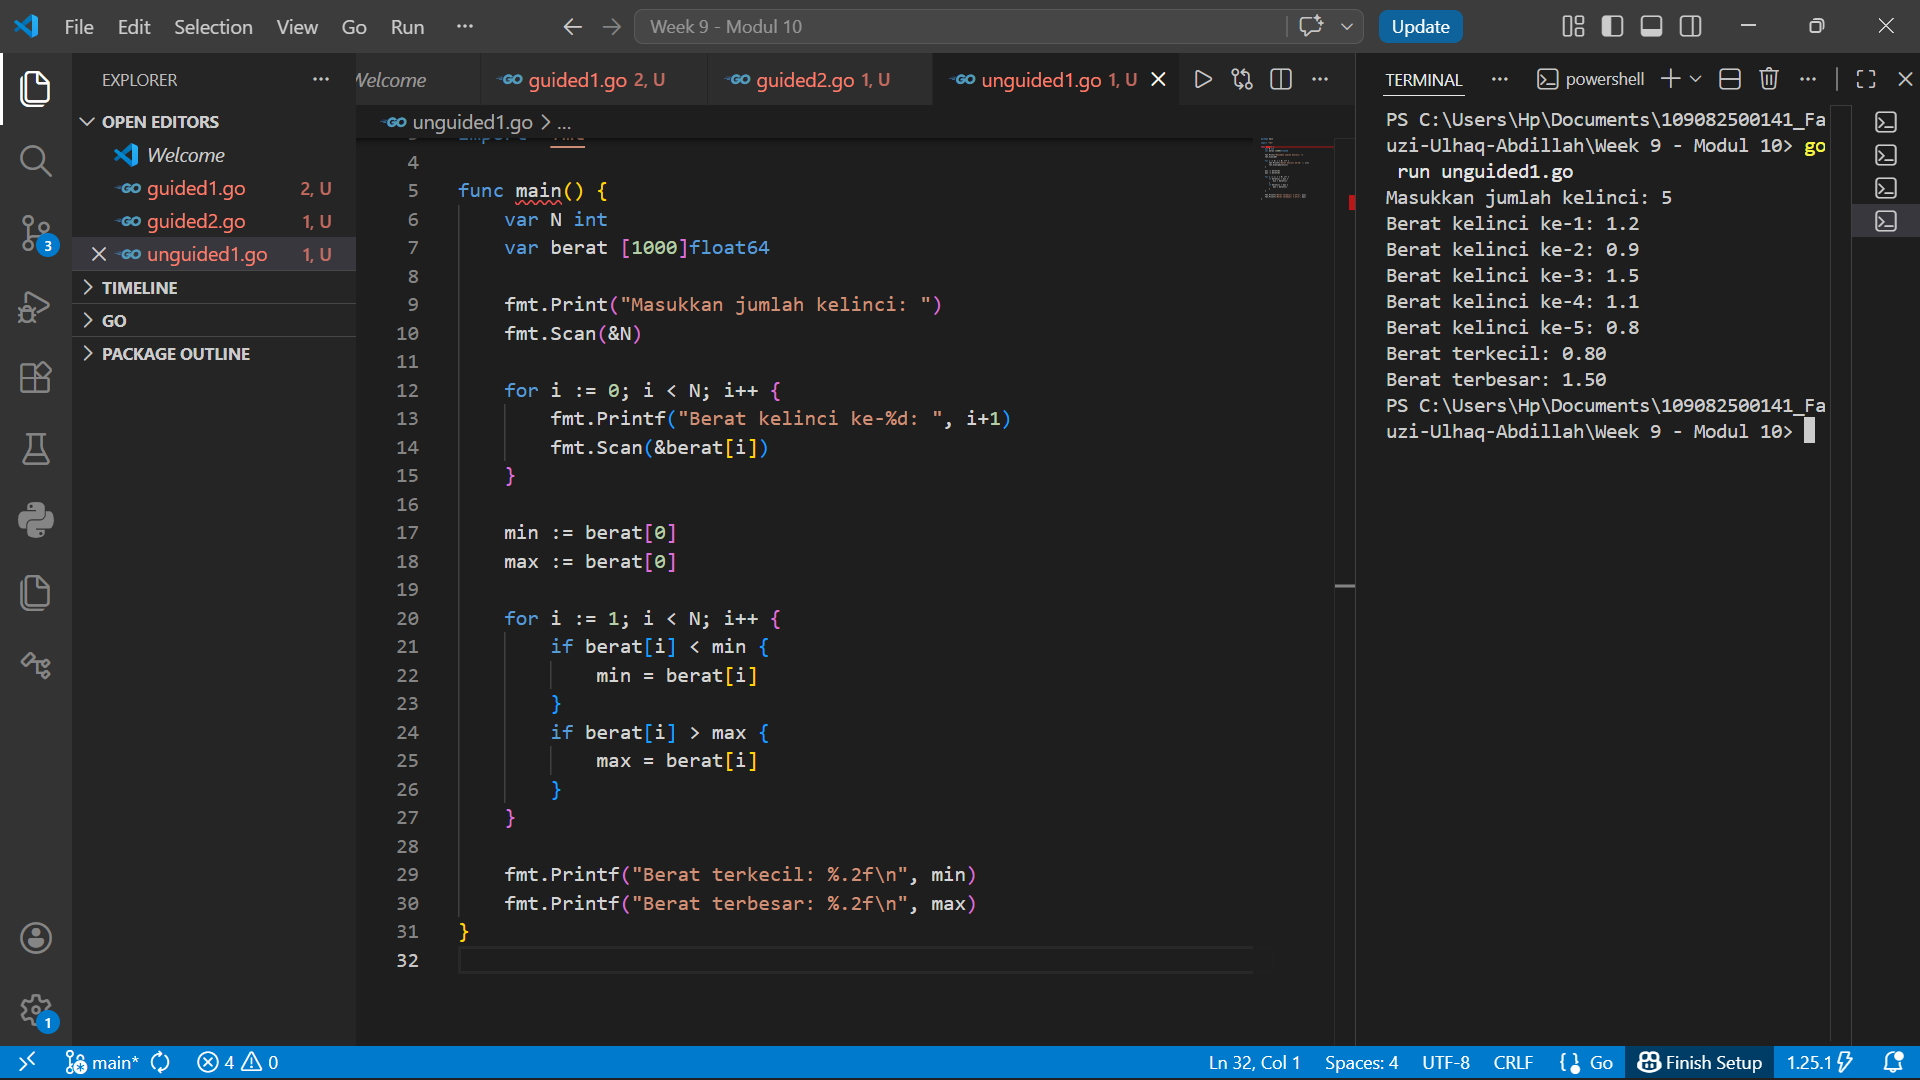 File Edit Selection View Go Run ···
Week 9 - Modul 10
Update
EXPLORER
OPEN EDITORS
Welcome
guided1.go 2, U
guided2.go 1, U
unguided1.go 1, U
TIMELINE
GO
PACKAGE OUTLINE
3
1
Welcome
guided1.go 2, U
guided2.go 1, U
unguided1.go 1, U
unguided1.go > ...
4
5 func main() {
6 var N int
7 var berat [1000]float64
8
9 fmt.Print("Masukkan jumlah kelinci: ")
10 fmt.Scan(&N)
11
12 for i := 0; i < N; i++ {
13 fmt.Printf("Berat kelinci ke-%d: ", i+1)
14 fmt.Scan(&berat[i])
15 }
16
17 min := berat[0]
18 max := berat[0]
19
20 for i := 1; i < N; i++ {
21 if berat[i] < min {
22 min = berat[i]
23 }
24 if berat[i] > max {
25 max = berat[i]
26 }
27 }
28
29 fmt.Printf("Berat terkecil: %.2f\n", min)
30 fmt.Printf("Berat terbesar: %.2f\n", max)
31 }
32
TERMINAL ··· powershell
PS C:\Users\Hp\Documents\109082500141_Fa
uzi-Ulhaq-Abdillah\Week 9 - Modul 10> go
run unguided1.go
Masukkan jumlah kelinci: 5
Berat kelinci ke-1: 1.2
Berat kelinci ke-2: 0.9
Berat kelinci ke-3: 1.5
Berat kelinci ke-4: 1.1
Berat kelinci ke-5: 0.8
Berat terkecil: 0.80
Berat terbesar: 1.50
PS C:\Users\Hp\Documents\109082500141_Fa
uzi-Ulhaq-Abdillah\Week 9 - Modul 10>
main* 4 0 Ln 32, Col 1 Spaces: 4 UTF-8 CRLF {} Go Finish Setup 1.25.1